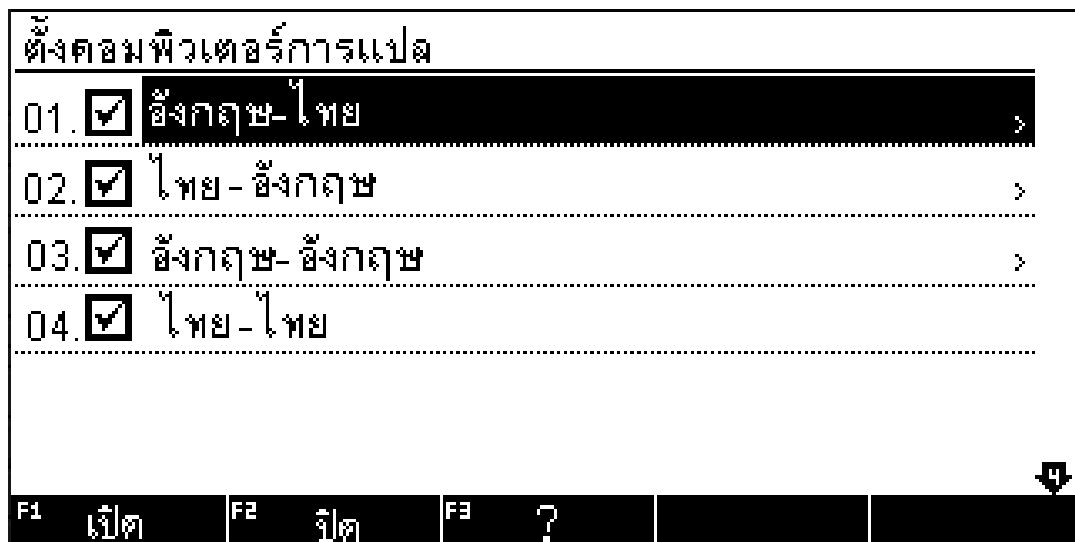 ตั้งคอมพิวเตอร์การแปล
01. อังกฤษ-ไทย >
02. ไทย-อังกฤษ >
03. อังกฤษ-อังกฤษ >
04. ไทย-ไทย
F1 เปิด F2 ปิด F3 ?